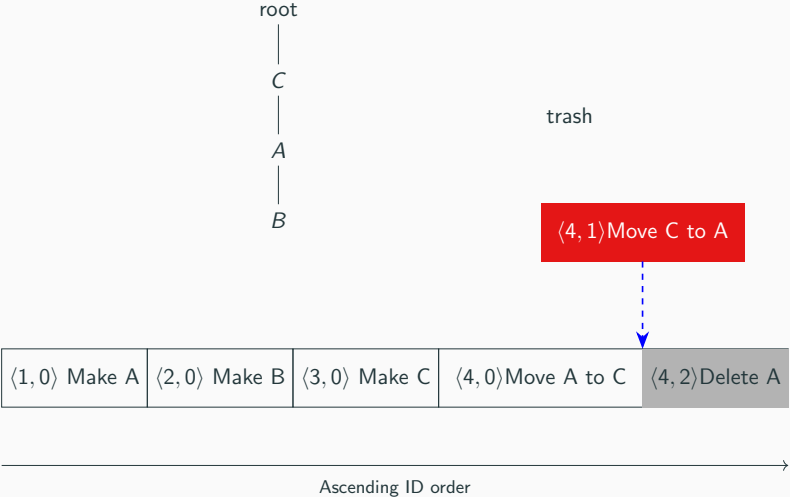 root
C
A
B
trash
⟨4, 1⟩Move C to A
⟨1, 0⟩ Make A
⟨2, 0⟩ Make B
⟨3, 0⟩ Make C
⟨4, 0⟩Move A to C
⟨4, 2⟩Delete A
Ascending ID order